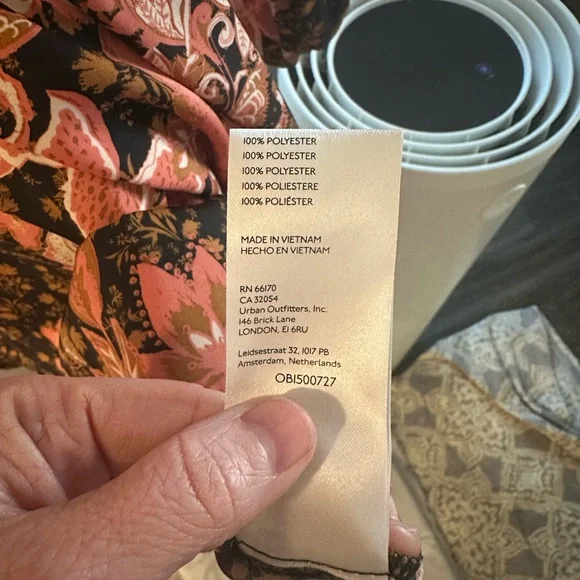 100% POLYESTER
100% POLYESTER
100% POLYESTER
100% POLIESTERE
100% POLIÉSTER
MADE IN VIETNAM
HECHO EN VIETNAM
RN 66170
CA 32054
Urban Outfitters, Inc.
146 Brick Lane
LONDON, E1 6RU
Leidsestraat 32, 1017 PB
Amsterdam, Netherlands
OB1500727